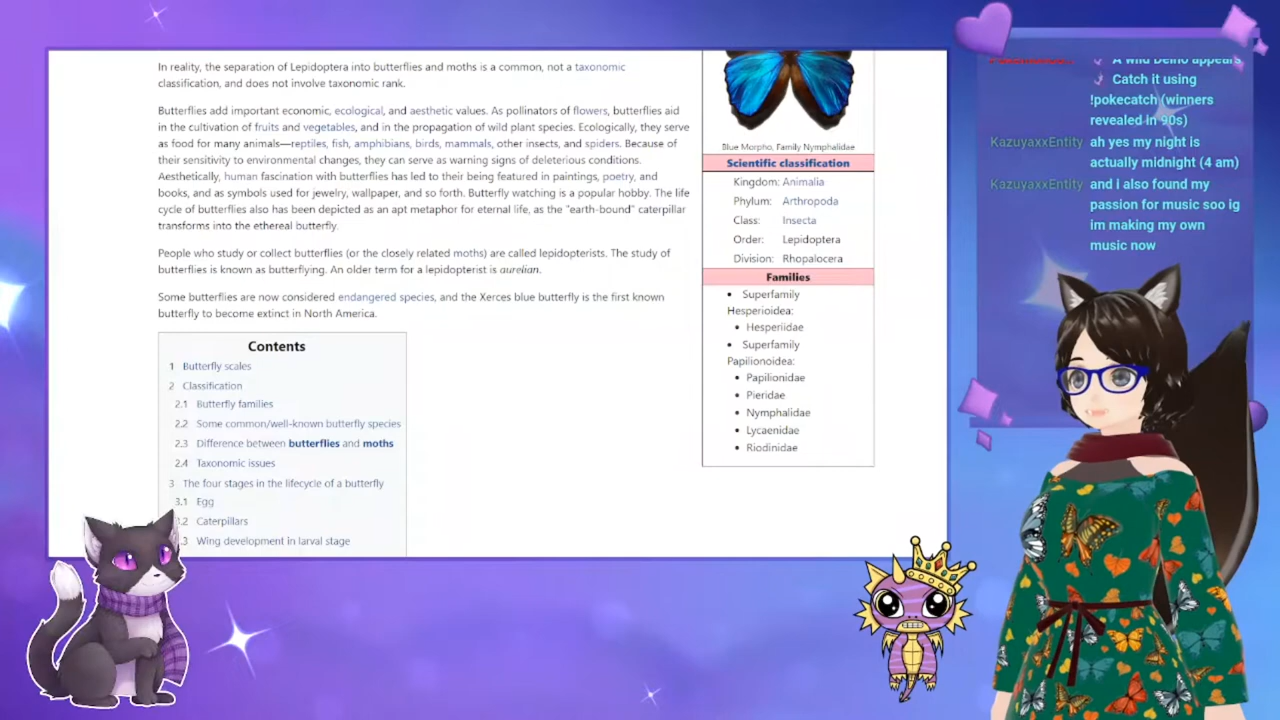 In reality, the separation of Lepidoptera into butterflies and moths is a common, not a taxonomic
classification, and does not involve taxonomic rank.
Butterflies add important economic, ecological, and aesthetic values. As pollinators of flowers, butterflies aid
in the cultivation of fruits and vegetables, and in the propagation of wild plant species. Ecologically, they serve
as food for many animals—reptiles, fish, amphibians, birds, mammals, other insects, and spiders. Because of
their sensitivity to environmental changes, they can serve as warning signs of deleterious conditions.
Aesthetically, human fascination with butterflies has led to their being featured in paintings, poetry, and
books, and as symbols used for jewelry, wallpaper, and so forth. Butterfly watching is a popular hobby. The life
cycle of butterflies also has been depicted as an apt metaphor for eternal life, as the "earth-bound" caterpillar
transforms into the ethereal butterfly.
People who study or collect butterflies (or the closely related moths) are called lepidopterists. The study of
butterflies is known as butterflying. An older term for a lepidopterist is aurelian.
Some butterflies are now considered endangered species, and the Xerces blue butterfly is the first known
butterfly to become extinct in North America.
Contents
1 Butterfly scales
2 Classification
2.1 Butterfly families
2.2 Some common/well-known butterfly species
2.3 Difference between butterflies and moths
2.4 Taxonomic issues
3 The four stages in the lifecycle of a butterfly
3.1 Egg
3.2 Caterpillars
3 Wing development in larval stage
Blue Morpho, Family Nymphalidae
Scientific classification
Kingdom: Animalia
Phylum: Arthropoda
Class: Insecta
Order: Lepidoptera
Division: Rhopalocera
Families
• Superfamily
Hesperioidea:
• Hesperiidae
• Superfamily
Papilionoidea:
• Papilionidae
• Pieridae
• Nymphalidae
• Lycaenidae
• Riodinidae
A wild Deino appears
Catch it using
!pokecatch (winners
revealed in 90s)
KazuyaxxEntity ah yes my night is
actually midnight (4 am)
KazuyaxxEntity and i also found my
passion for music soo ig
im making my own
music now